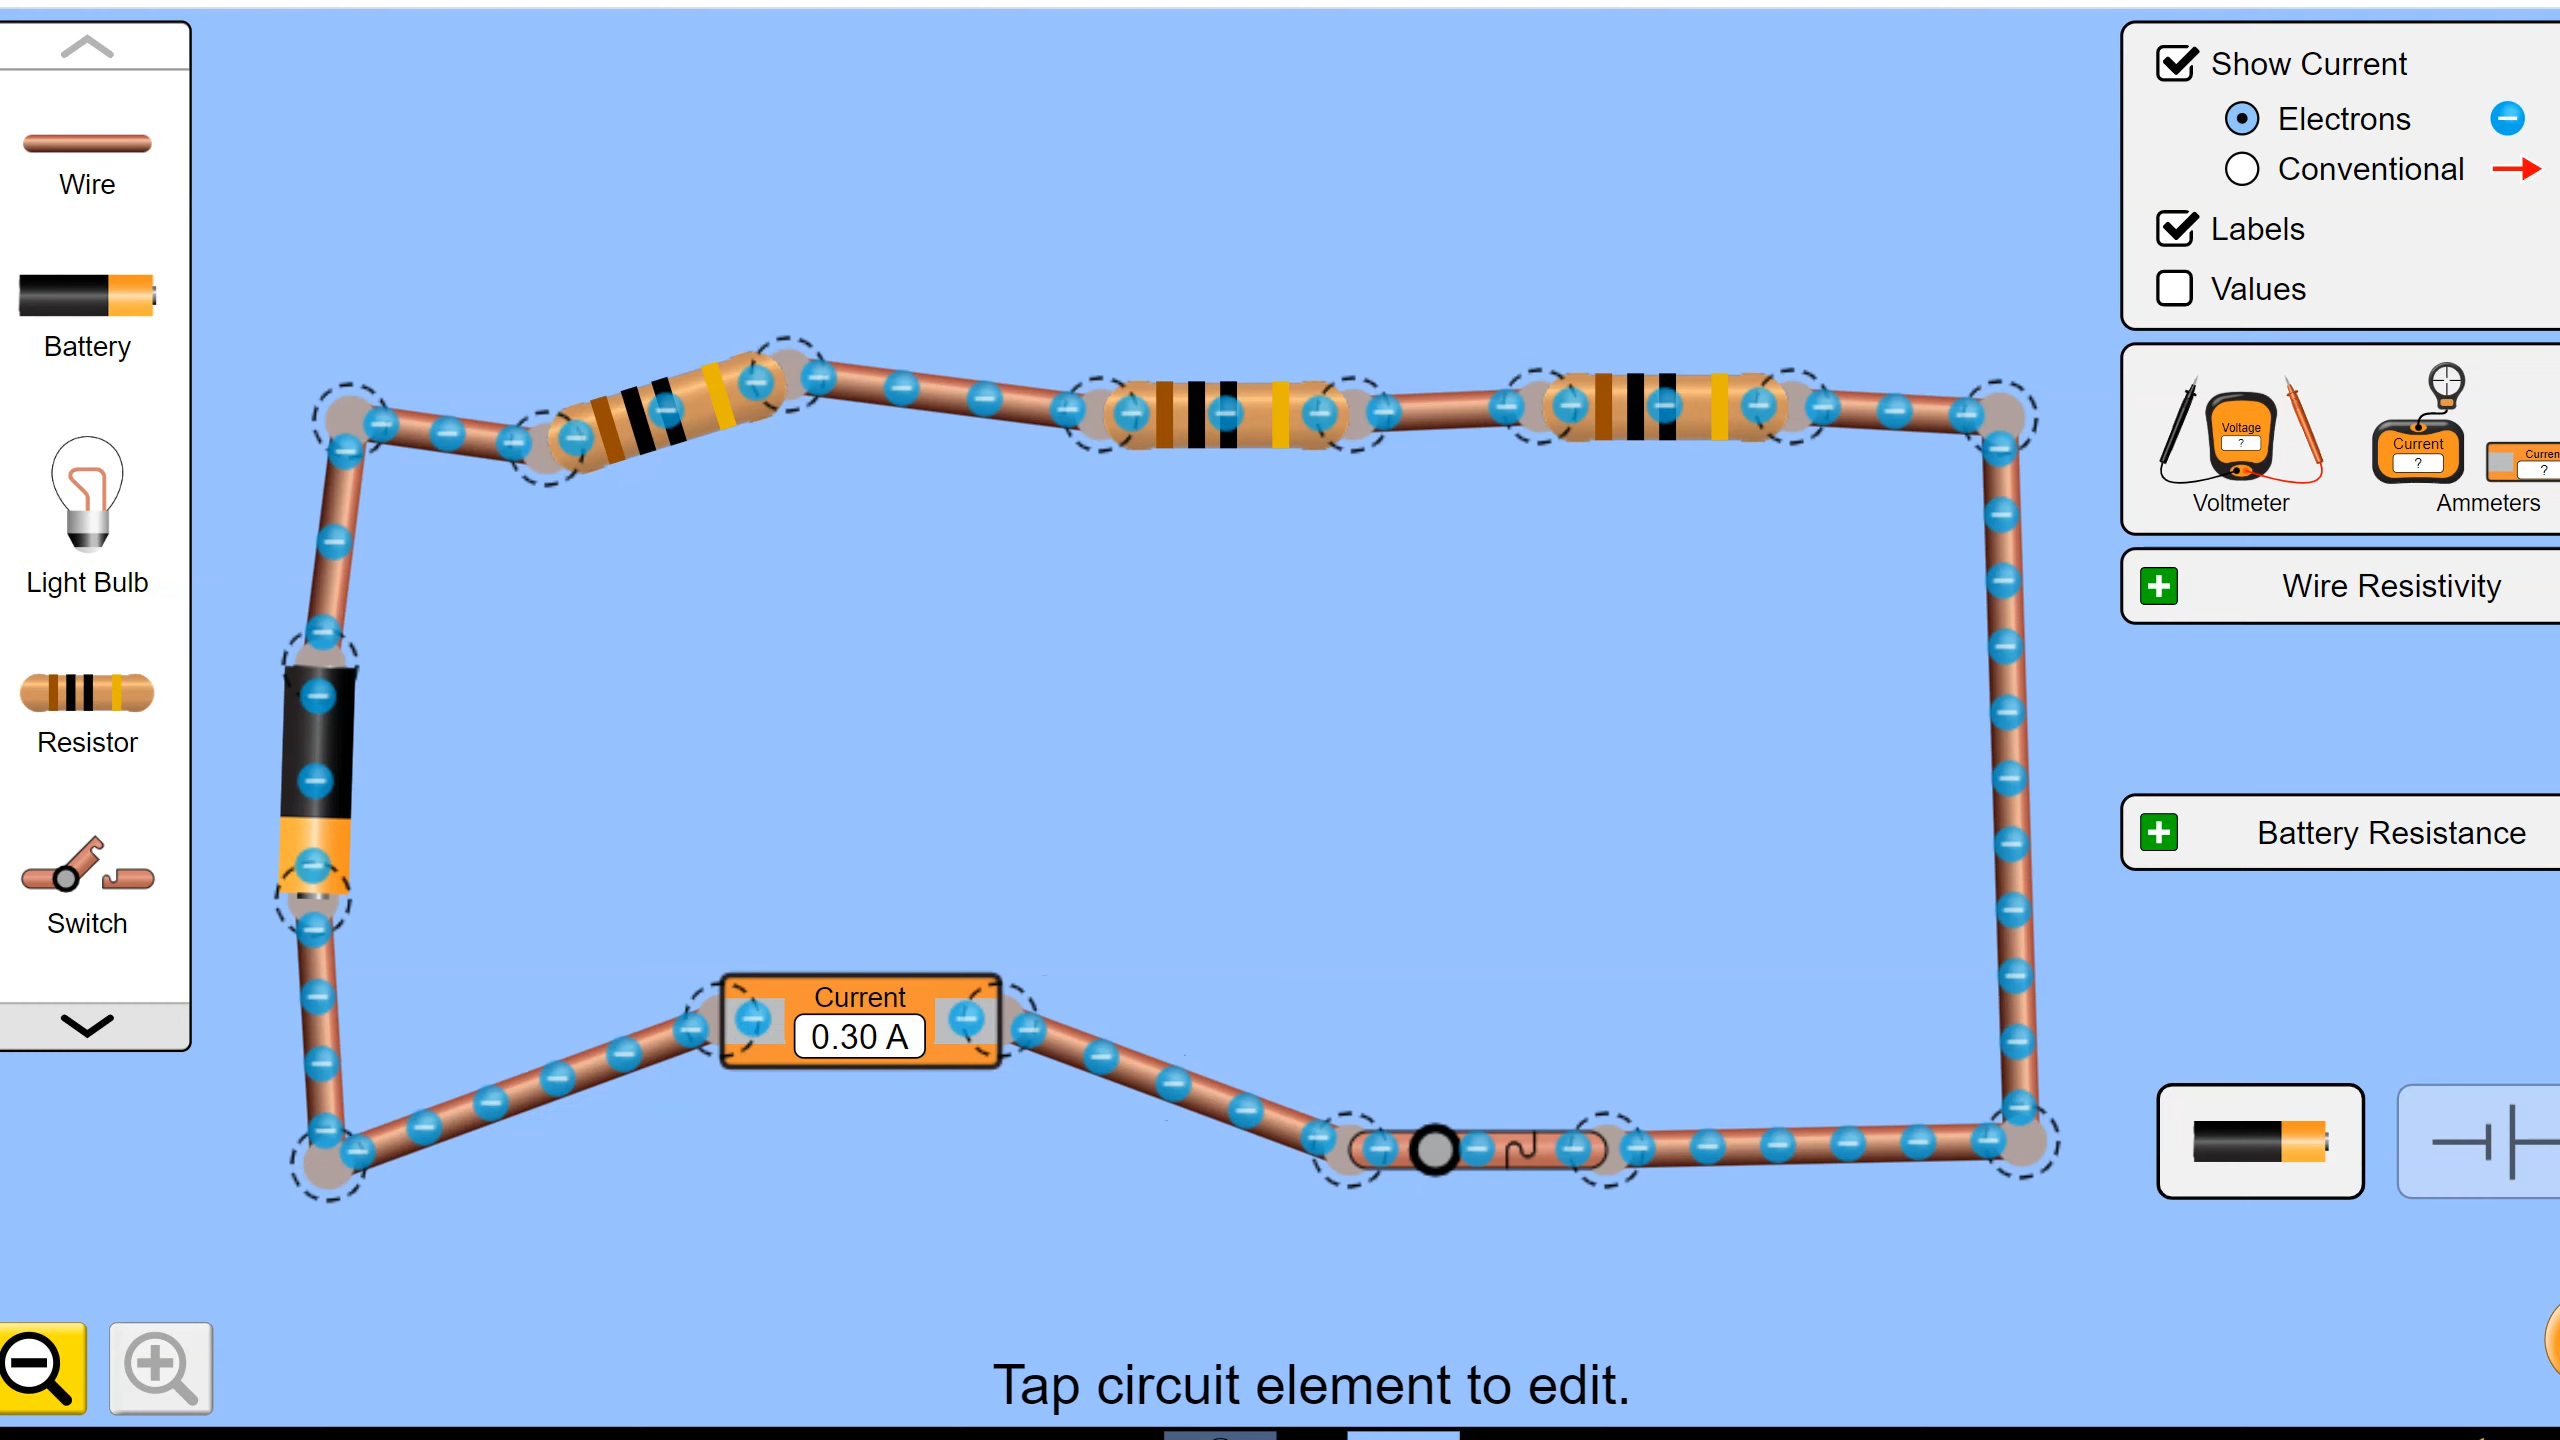 Wire
Battery
Light Bulb
Resistor
Switch
Current
0.30 A
Tap circuit element to edit.
Show Current
Electrons
Conventional
Labels
Values
Voltage
?
Voltmeter
Current
?
?
Ammeters
Wire Resistivity
Battery Resistance